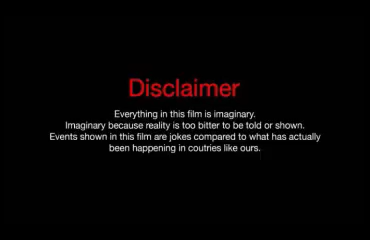 Disclaimer
Everything in this film is imaginary.
Imaginary because reality is too bitter to be told or shown.
Events shown in this film are jokes compared to what has actually
been happening in coutries like ours.